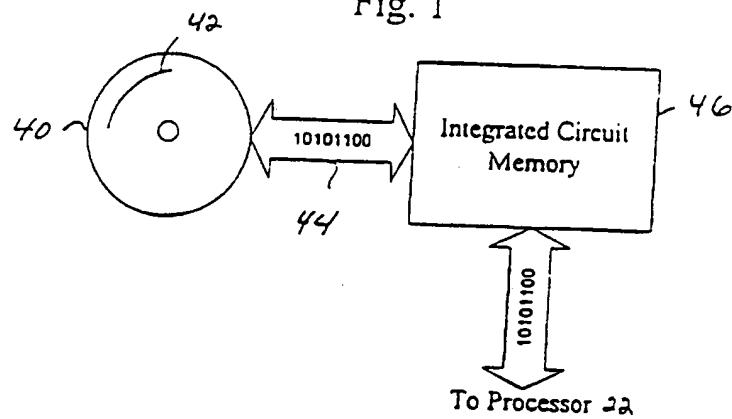 Fig. 1
42
40
10101100
44
Integrated Circuit
Memory
46
10101100
To Processor 22